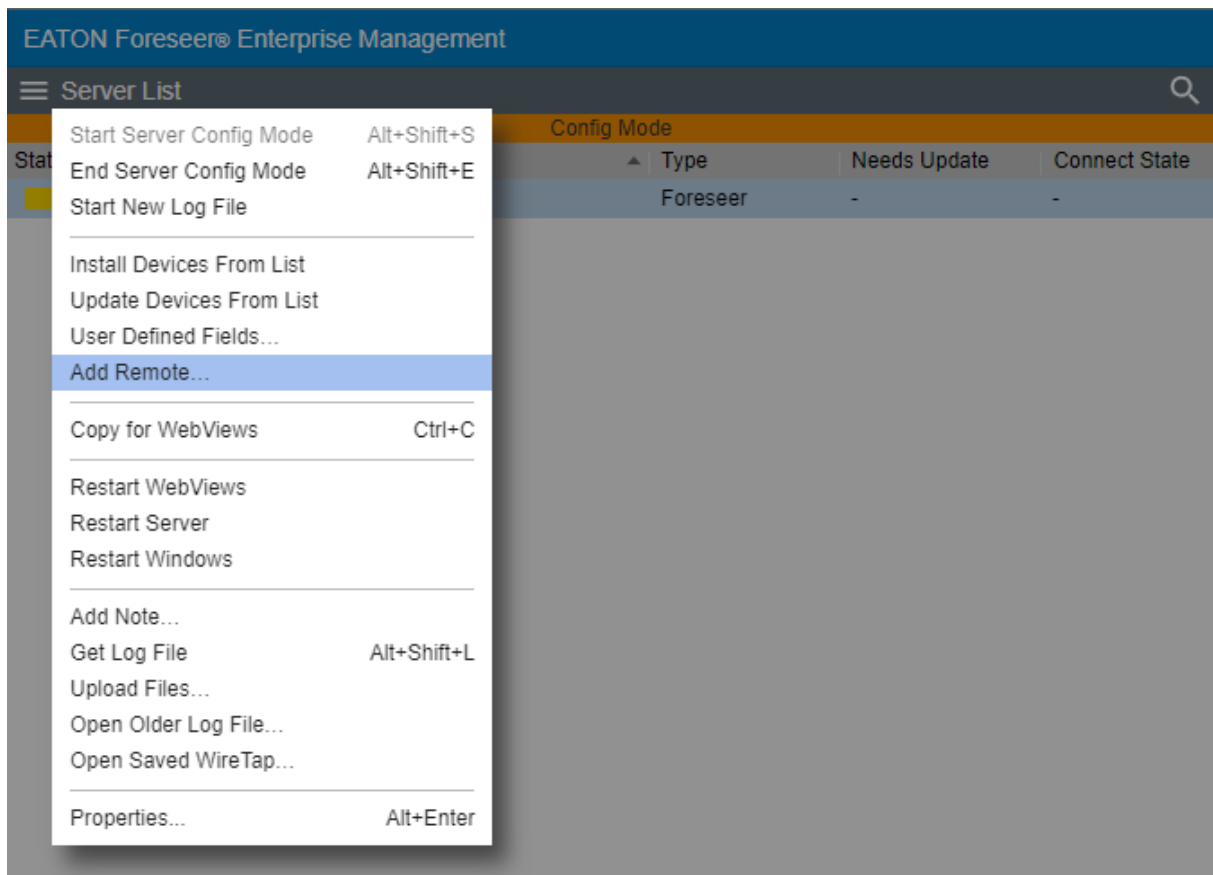 EATON Foreseer® Enterprise Management
Server List
Config Mode
Stat Type Needs Update Connect State
Foreseer - -
Start Server Config Mode Alt+Shift+S
End Server Config Mode Alt+Shift+E
Start New Log File
Install Devices From List
Update Devices From List
User Defined Fields...
Add Remote...
Copy for WebViews Ctrl+C
Restart WebViews
Restart Server
Restart Windows
Add Note...
Get Log File Alt+Shift+L
Upload Files...
Open Older Log File...
Open Saved WireTap...
Properties... Alt+Enter